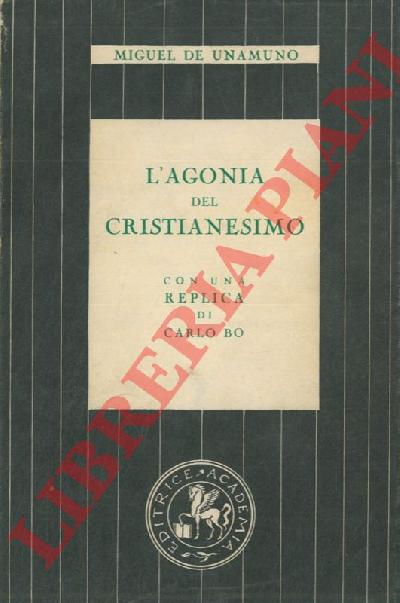 MIGUEL DE UNAMUNO
L'AGONIA
DEL
CRISTIANESIMO
CON UNA
REPLICA
DI
CARLO BO
EDITRICE ACADEMIA
LIBRERIA PIANI